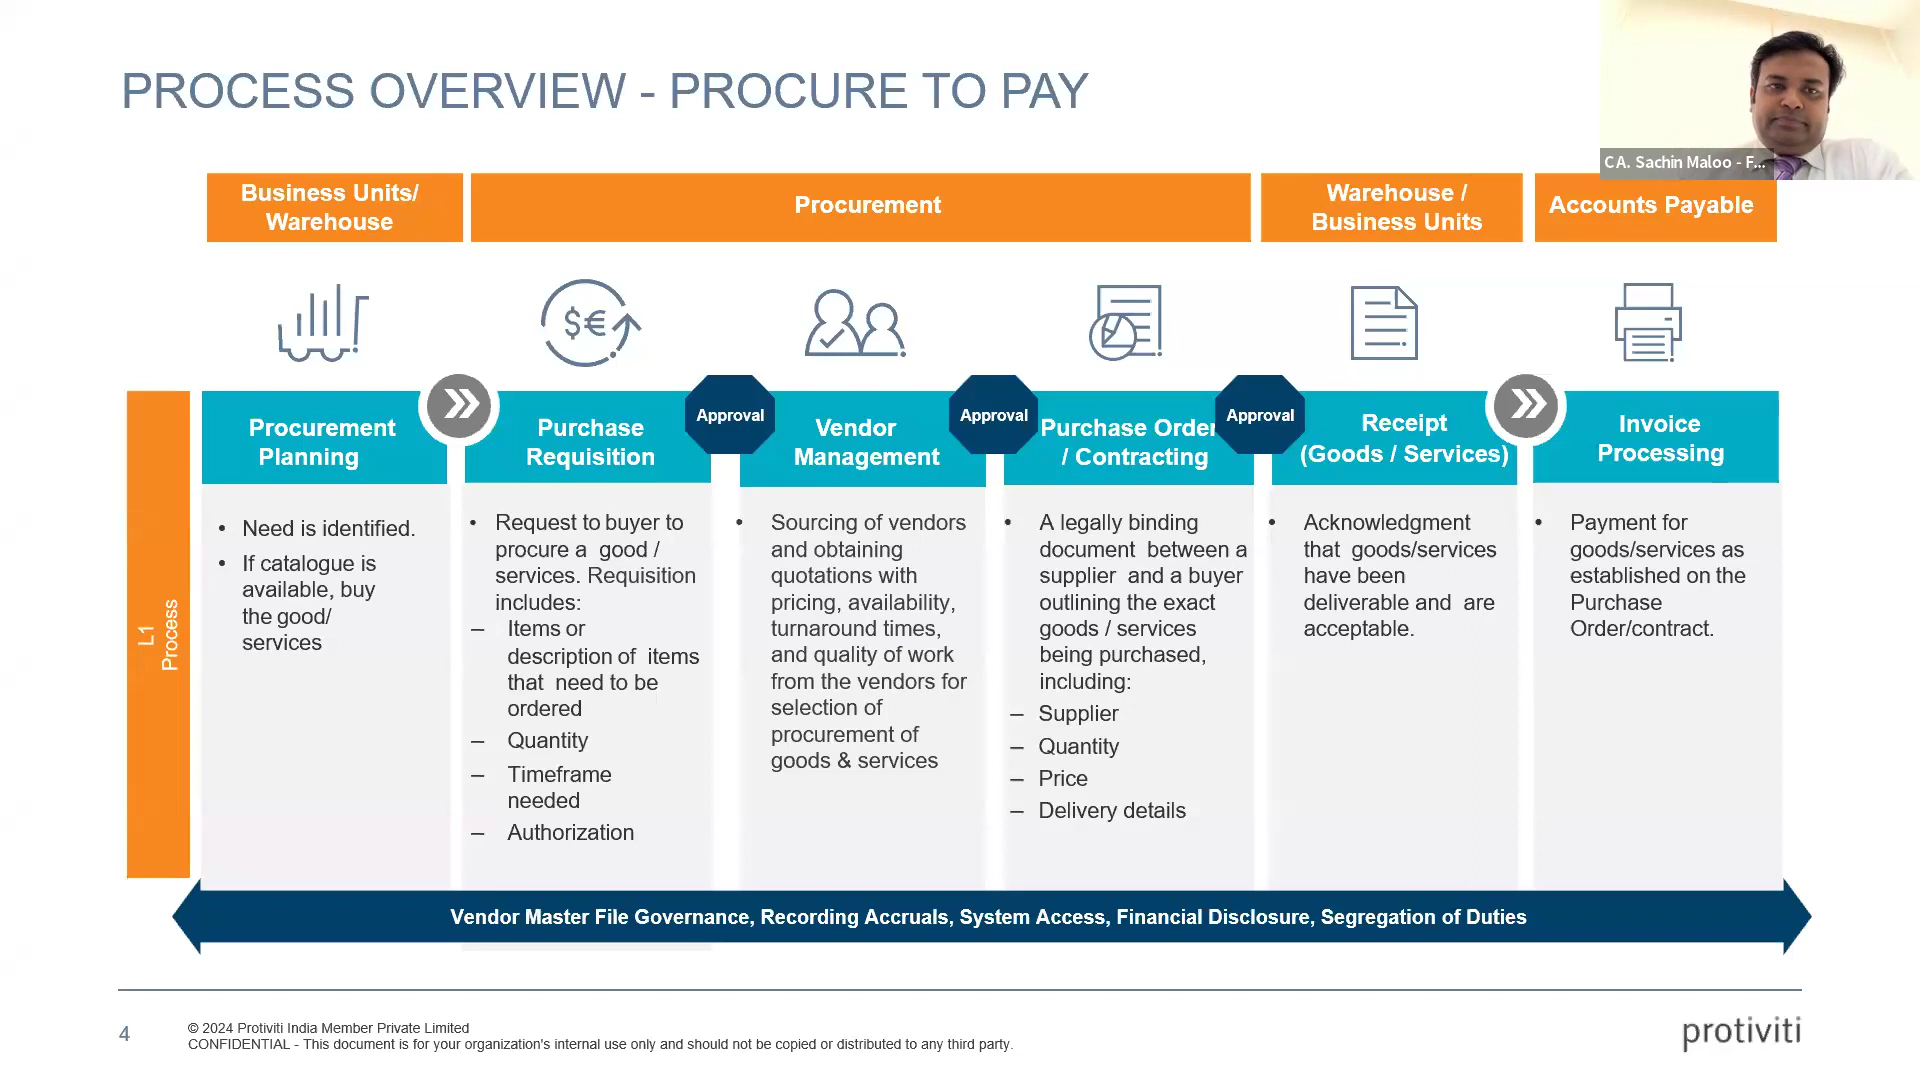 PROCESS OVERVIEW - PROCURE TO PAY
CA. Sachin Maloo - F...
Business Units/
Warehouse
Procurement
Warehouse /
Business Units
Accounts Payable
$€
L1
Process
Procurement
Planning
Purchase
Requisition
Approval
Vendor
Management
Approval
Purchase Order
/ Contracting
Approval
Receipt
(Goods / Services)
Invoice
Processing
• Need is identified.
• If catalogue is
available, buy
the good/
services
• Request to buyer to
procure a good /
services. Requisition
includes:
– Items or
description of items
that need to be
ordered
– Quantity
– Timeframe
needed
– Authorization
• Sourcing of vendors
and obtaining
quotations with
pricing, availability,
turnaround times,
and quality of work
from the vendors for
selection of
procurement of
goods & services
• A legally binding
document between a
supplier and a buyer
outlining the exact
goods / services
being purchased,
including:
– Supplier
– Quantity
– Price
– Delivery details
• Acknowledgment
that goods/services
have been
deliverable and are
acceptable.
• Payment for
goods/services as
established on the
Purchase
Order/contract.
Vendor Master File Governance, Recording Accruals, System Access, Financial Disclosure, Segregation of Duties
4
© 2024 Protiviti India Member Private Limited
CONFIDENTIAL - This document is for your organization's internal use only and should not be copied or distributed to any third party.
protiviti